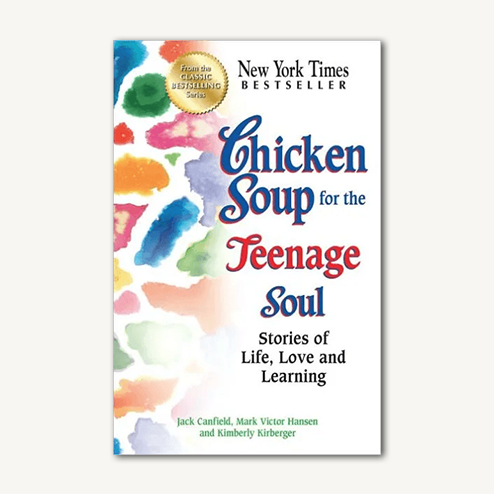 From the
CLASSIC
BESTSELLING
Series
New York Times
BESTSELLER
Chicken
Soup for the
Teenage
Soul
Stories of
Life, Love and
Learning
Jack Canfield, Mark Victor Hansen
and Kimberly Kirberger